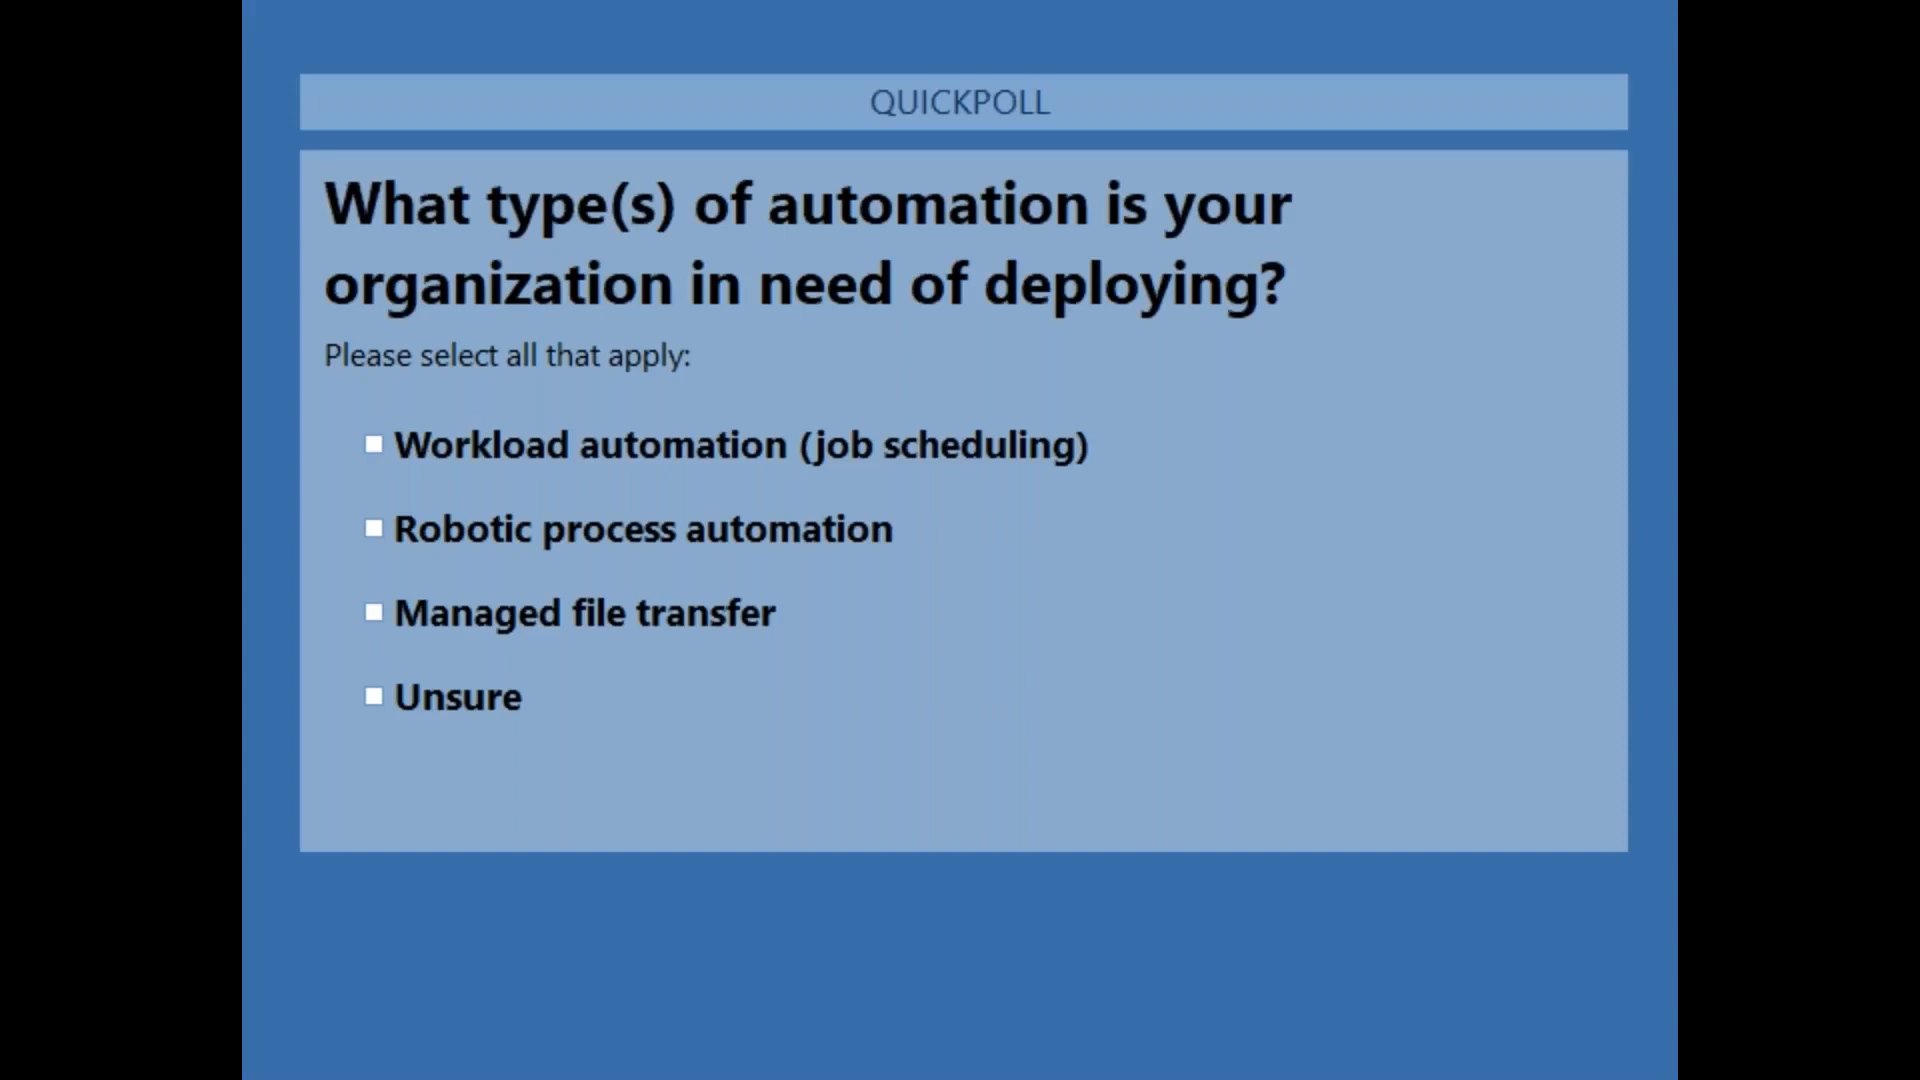 QUICKPOLL
What type(s) of automation is your
organization in need of deploying?
Please select all that apply:
Workload automation (job scheduling)
Robotic process automation
Managed file transfer
Unsure